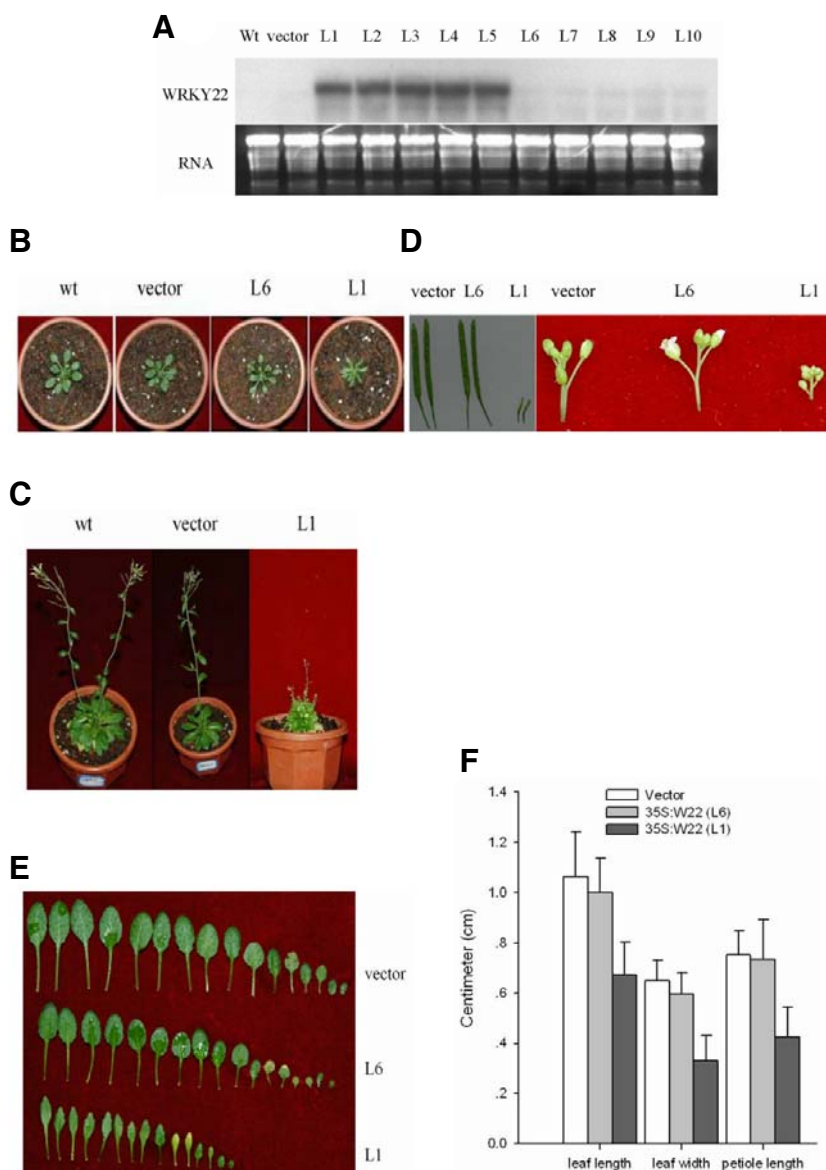 A
Wt vector L1 L2 L3 L4 L5 L6 L7 L8 L9 L10
WRKY22
RNA
B
wt vector L6 L1
D
vector L6 L1 vector L6 L1
C
wt vector L1
E
vector
L6
L1
F
1.4
1.2
1.0
.8
.6
.4
.2
0.0
Centimeter (cm)
Vector
35S:W22 (L6)
35S:W22 (L1)
leaf length leaf width petiole length